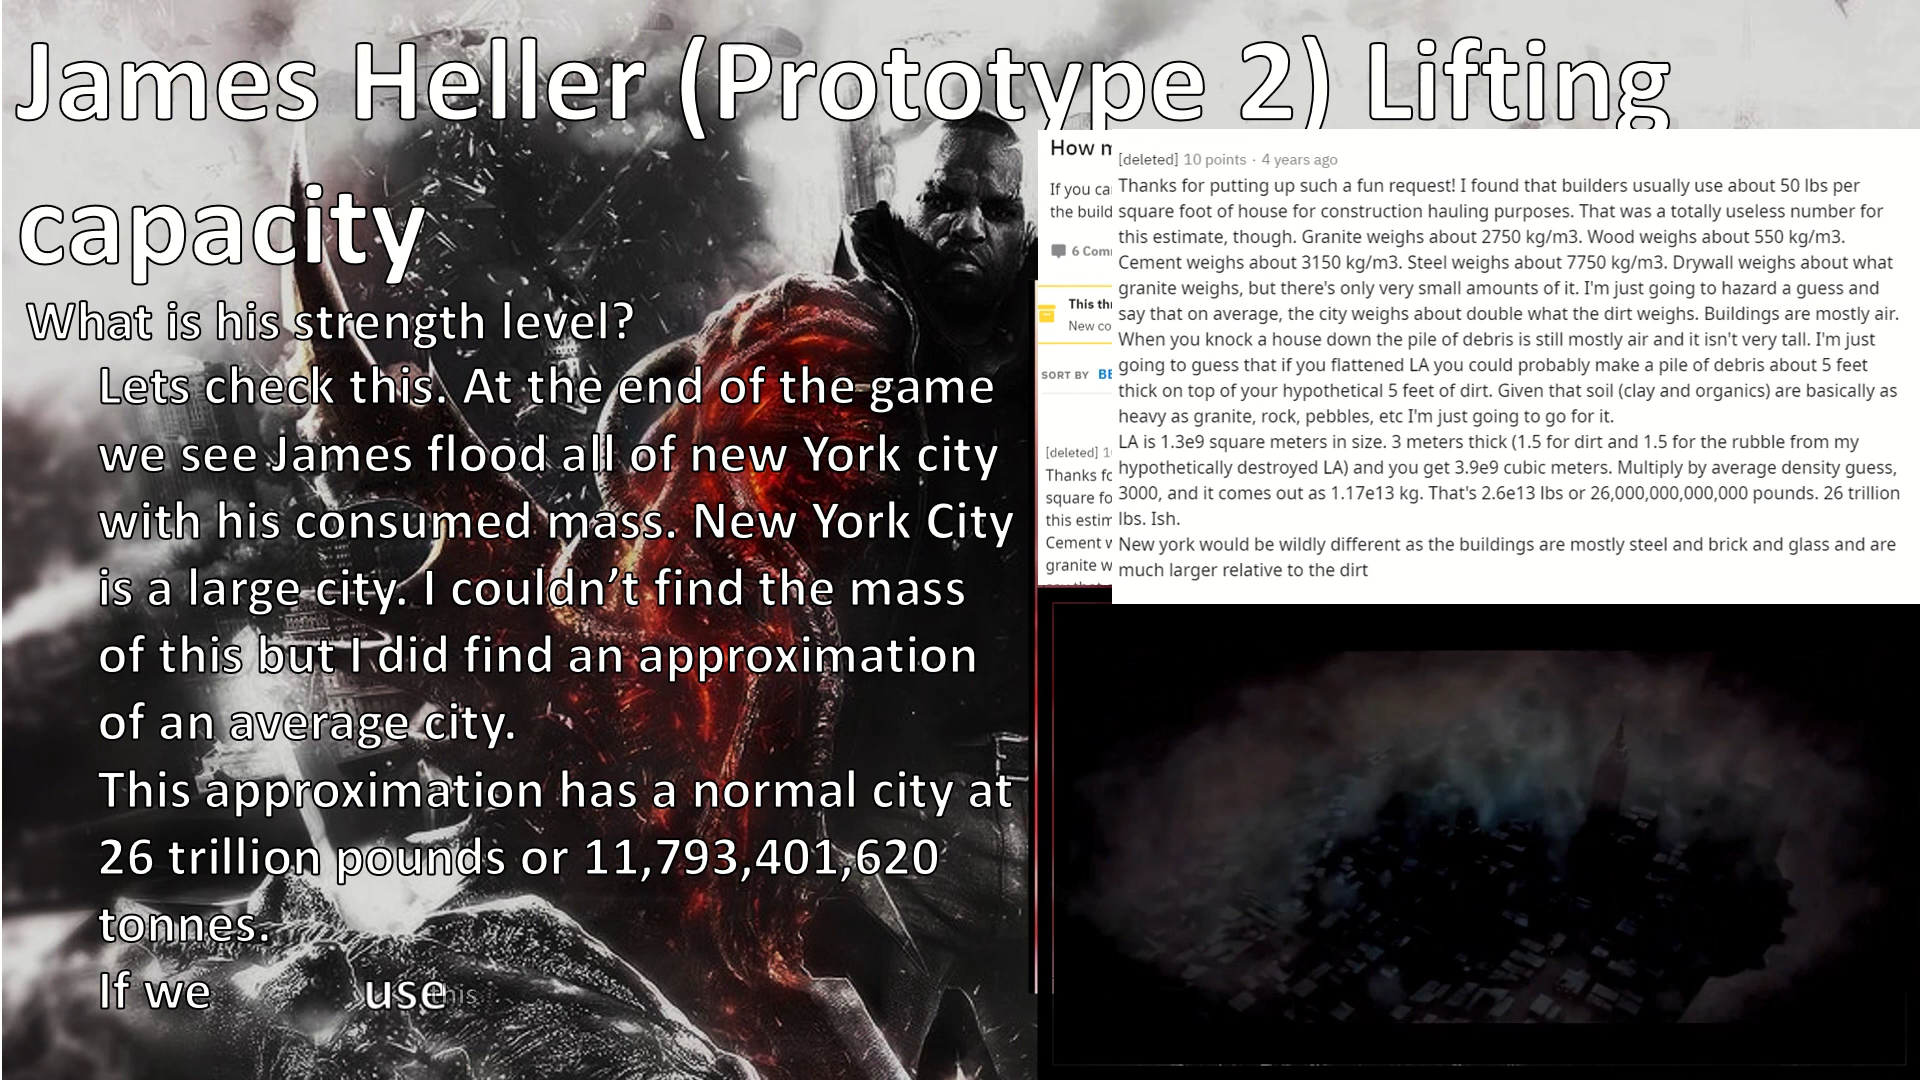 James Heller (Prototype 2) Lifting
capacity
What is his strength level?
Lets check this. At the end of the game
we see James flood all of new York city
with his consumed mass. New York City
is a large city. I couldn’t find the mass
of this but I did find an approximation
of an average city.
This approximation has a normal city at
26 trillion pounds or 11,793,401,620
tonnes.
If we use this
How
If you
the build
6
This
New
SORT BY
[deleted]
Thanks
square
this
Cement
granite
[deleted] 10 points · 4 years ago
Thanks for putting up such a fun request! I found that builders usually use about 50 lbs per
square foot of house for construction hauling purposes. That was a totally useless number for
this estimate, though. Granite weighs about 2750 kg/m3. Wood weighs about 550 kg/m3.
Cement weighs about 3150 kg/m3. Steel weighs about 7750 kg/m3. Drywall weighs about what
granite weighs, but there's only very small amounts of it. I'm just going to hazard a guess and
say that on average, the city weighs about double what the dirt weighs. Buildings are mostly air.
When you knock a house down the pile of debris is still mostly air and it isn't very tall. I'm just
going to guess that if you flattened LA you could probably make a pile of debris about 5 feet
thick on top of your hypothetical 5 feet of dirt. Given that soil (clay and organics) are basically as
heavy as granite, rock, pebbles, etc I'm just going to go for it.
LA is 1.3e9 square meters in size. 3 meters thick (1.5 for dirt and 1.5 for the rubble from my
hypothetically destroyed LA) and you get 3.9e9 cubic meters. Multiply by average density guess,
3000, and it comes out as 1.17e13 kg. That's 2.6e13 lbs or 26,000,000,000,000 pounds. 26 trillion
lbs. Ish.
New york would be wildly different as the buildings are mostly steel and brick and glass and are
much larger relative to the dirt